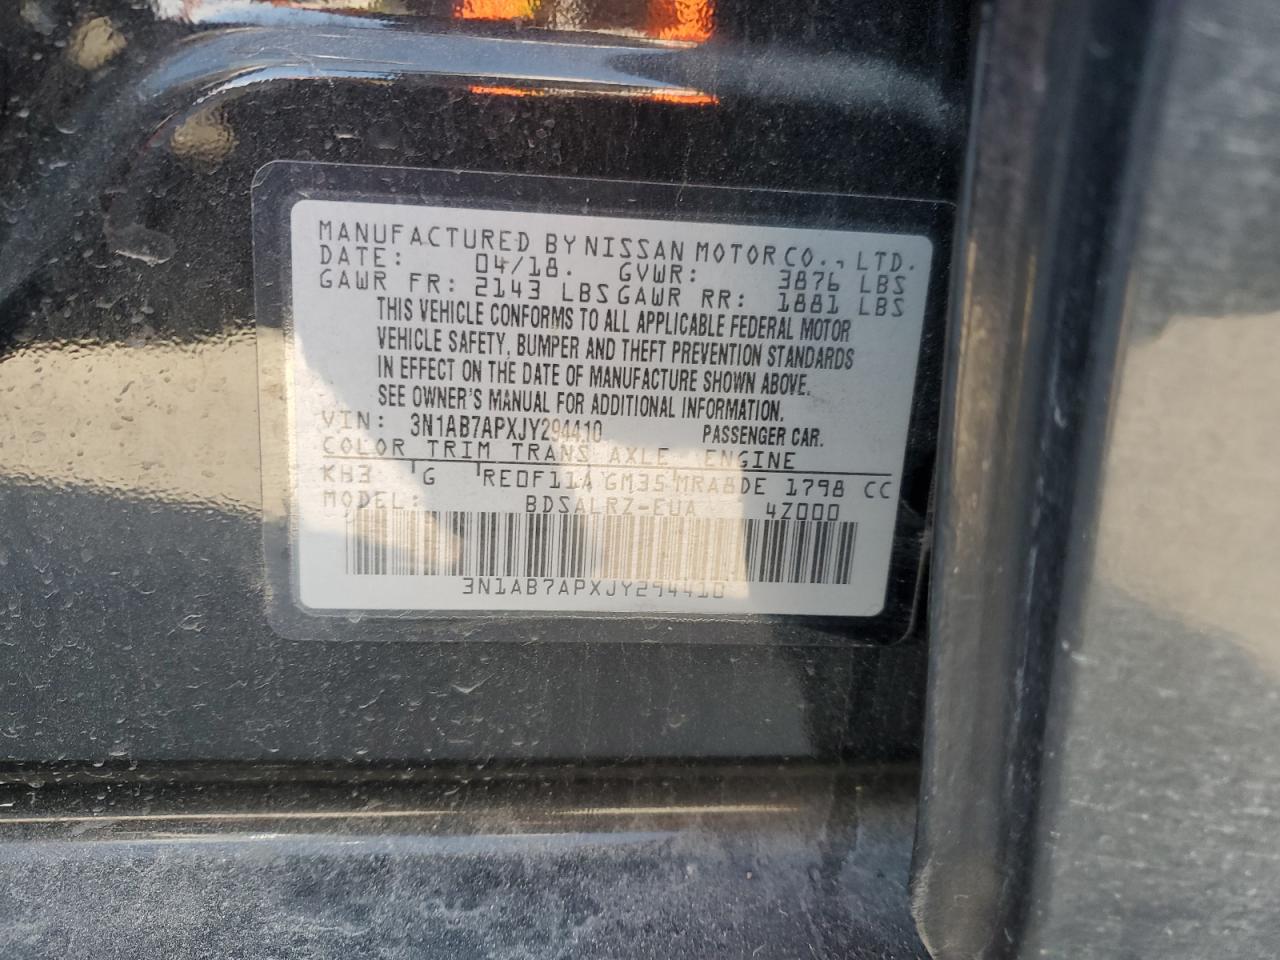 MANUFACTURED BY NISSAN MOTOR CO., LTD.
DATE: 04/18. GVWR: 3876 LBS
GAWR FR: 2143 LBS GAWR RR: 1881 LBS
THIS VEHICLE CONFORMS TO ALL APPLICABLE FEDERAL MOTOR
VEHICLE SAFETY, BUMPER AND THEFT PREVENTION STANDARDS
IN EFFECT ON THE DATE OF MANUFACTURE SHOWN ABOVE.
SEE OWNER'S MANUAL FOR ADDITIONAL INFORMATION.
VIN: 3N1AB7APXJY294410 PASSENGER CAR.
COLOR TRIM TRANS AXLE ENGINE
KH3 G RE0F11A GM35 MRA8DE 1798 CC
MODEL: BDSALRZ-EUA 4Z000
3N1AB7APXJY294410